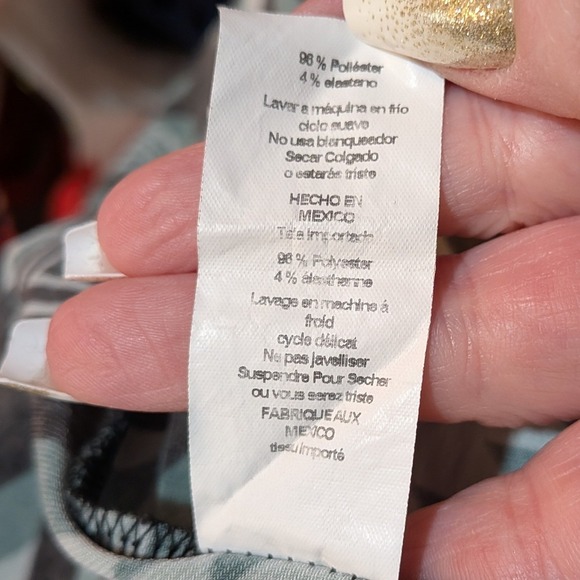 96 % Poliéster
4 % elastano
Lavar a máquina en frío
ciclo suave
No usa blanqueador
Secar Colgado
o estarás triste
HECHO EN
MEXICO
Tela Importada
96 % Polyester
4 % élasthanne
Lavage en machine à
froid
cycle délicat
Ne pas javelliser
Suspendre Pour Secher
ou vous serez triste
FABRIQUE AUX
MEXICO
tissu importé